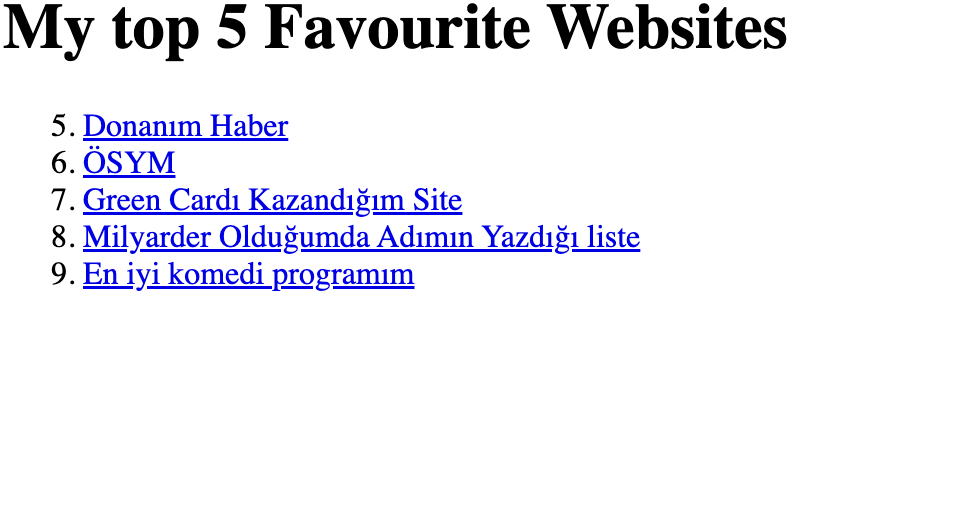 My top 5 Favourite Websites
5. Donanım Haber
6. ÖSYM
7. Green Cardı Kazandığım Site
8. Milyarder Olduğumda Adımın Yazdığı liste
9. En iyi komedi programım